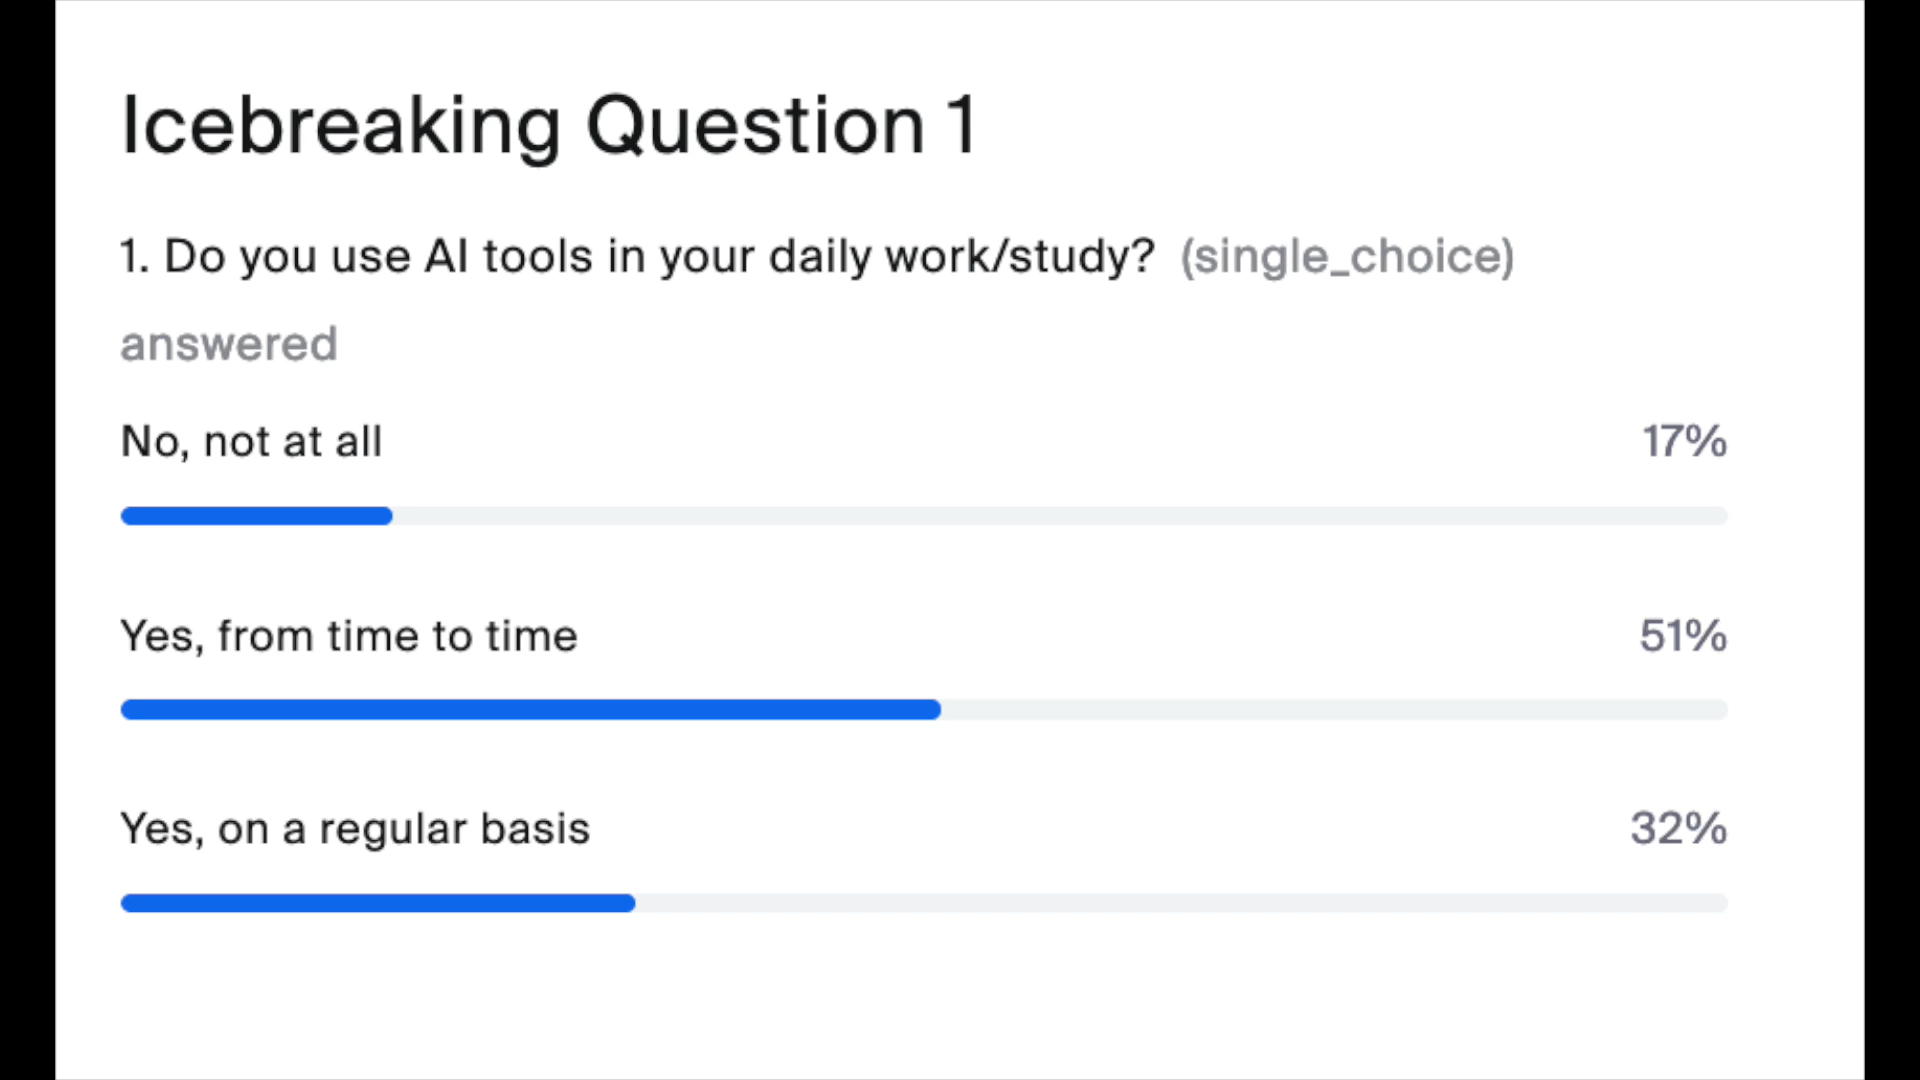 Icebreaking Question 1
1. Do you use AI tools in your daily work/study? (single_choice)
answered
No, not at all 17%
Yes, from time to time 51%
Yes, on a regular basis 32%